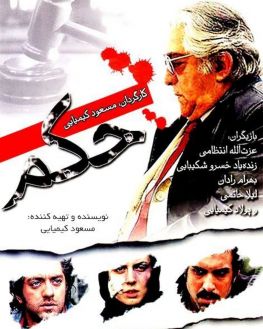 کارگردان: مسعود کیمیایی
حکم
بازیگران:
عزت‌الله انتظامی
زنده‌یاد خسرو شکیبایی
بهرام رادان
لیلا حاتمی
و پولاد کیمیایی
نویسنده و تهیه کننده:
مسعود کیمیایی